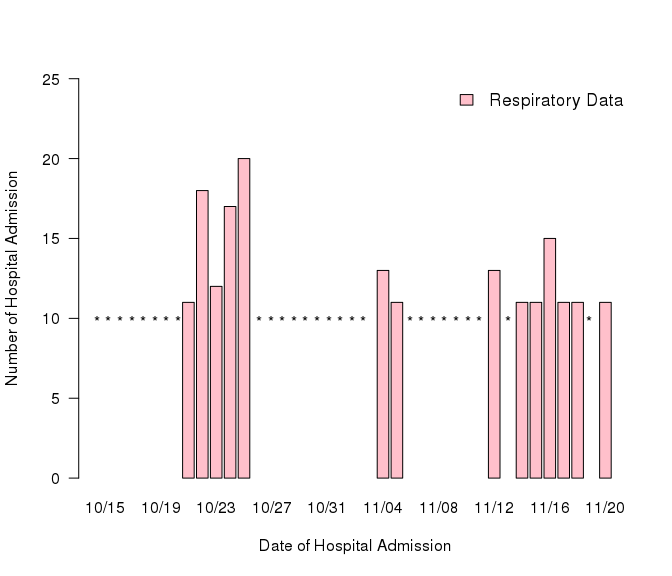 25
Respiratory Data
20
15
10
5
0
Number of Hospital Admission
* * * * * * * *
* * * * * * * * * *
* * * * * * *
*
*
10/15 10/19 10/23 10/27 10/31 11/04 11/08 11/12 11/16 11/20
Date of Hospital Admission